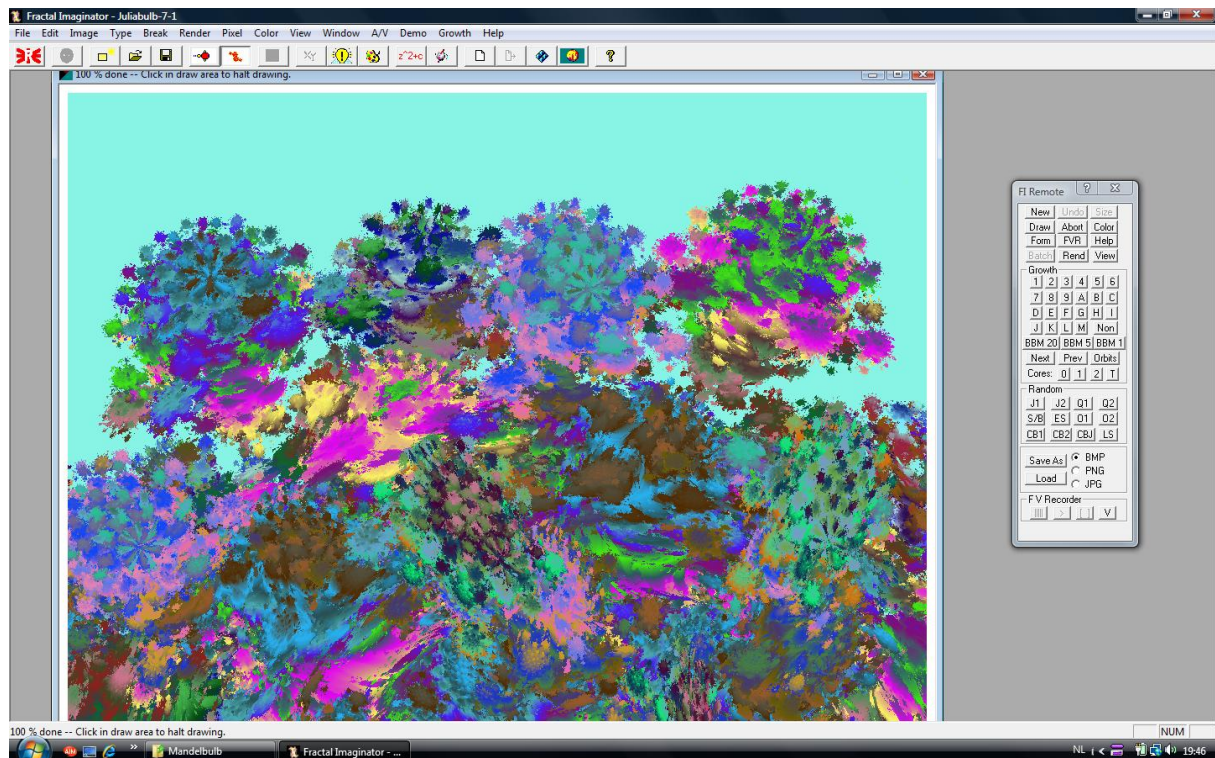 Fractal Imaginator - Juliabulb-7-1
File Edit Image Type Break Render Pixel Color View Window A/V Demo Growth Help
z^2+c
100 % done -- Click in draw area to halt drawing.
FI Remote
New Undo Size
Draw Abort Color
Form FVR Help
Batch Rend View
Growth
1 2 3 4 5 6
7 8 9 A B C
D E F G H I
J K L M Non
BBM 20 BBM 5 BBM 1
Next Prev Orbits
Cores: 0 1 2 T
Random
J1 J2 Q1 Q2
S/B ES O1 O2
CB1 CB2 CBJ LS
Save As BMP
PNG
Load JPG
F V Recorder
|||| > [ ] V
100 % done -- Click in draw area to halt drawing. NUM
Mandelbulb Fractal Imaginator - ... NL 19:46